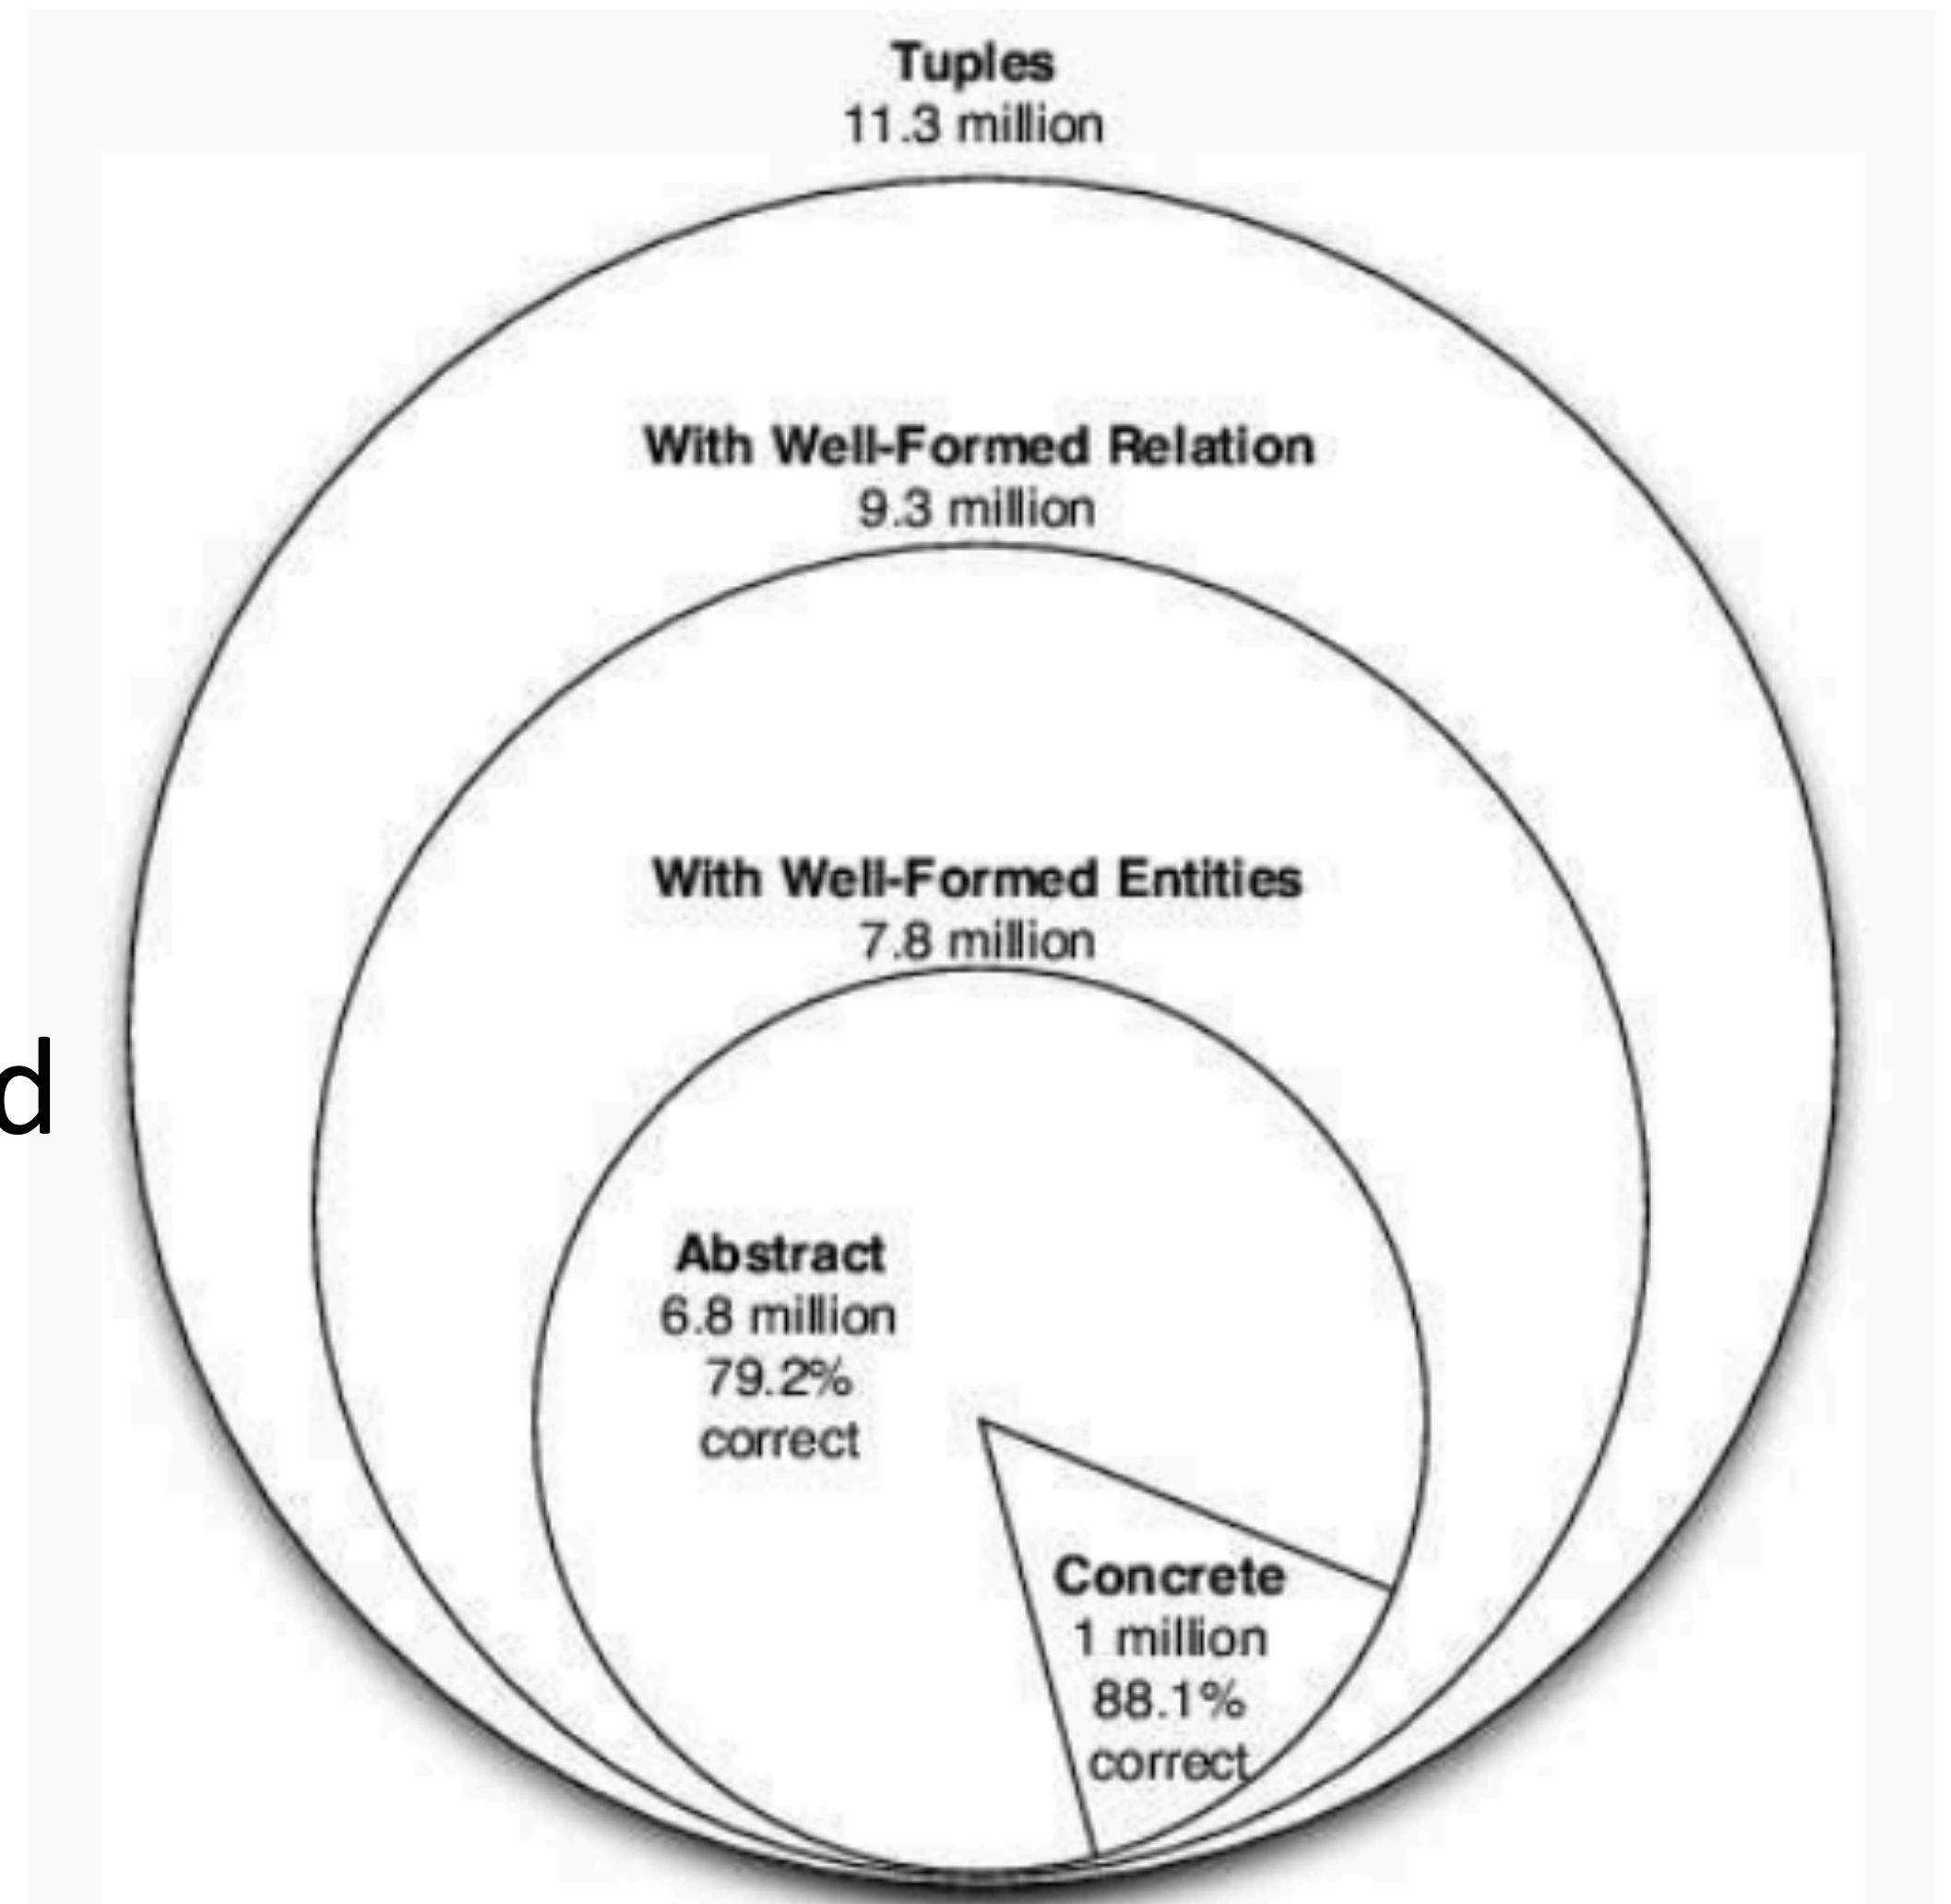 Tuples
11.3 million
With Well-Formed Relation
9.3 million
With Well-Formed Entities
7.8 million
d
Abstract
6.8 million
79.2%
correct
Concrete
1 million
88.1%
correct